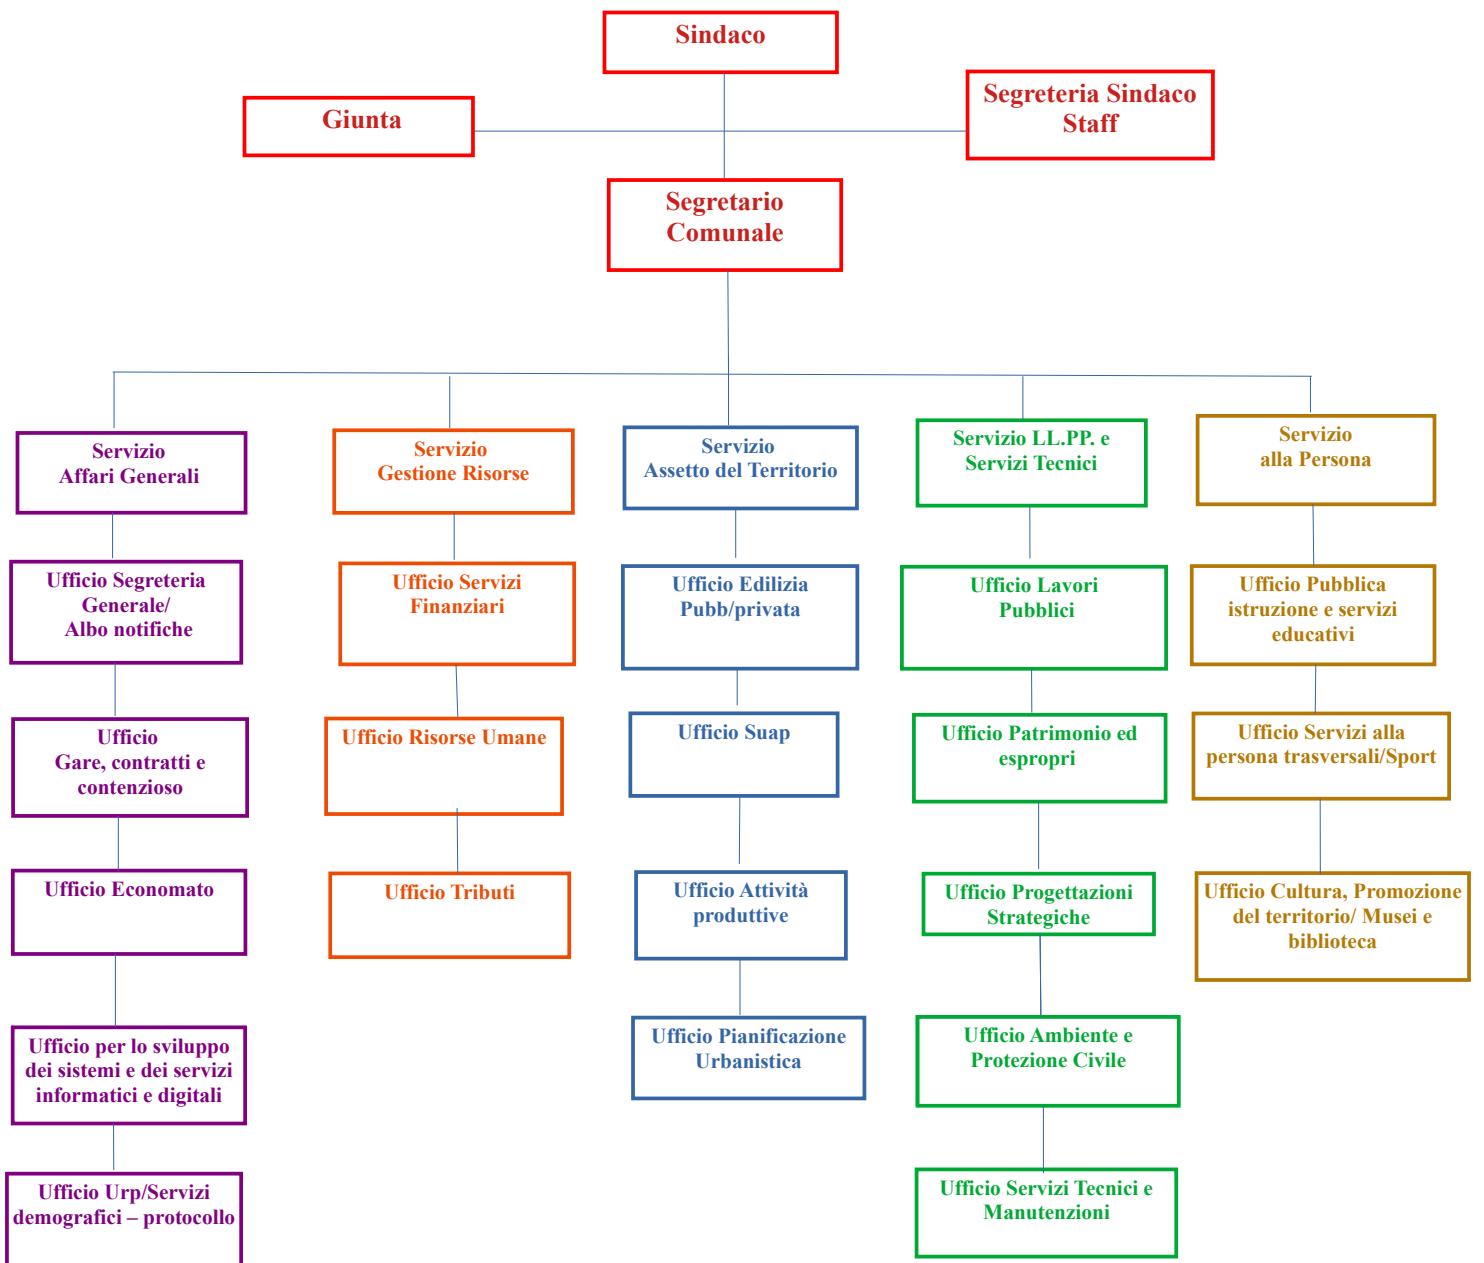 Sindaco
Giunta
Segreteria Sindaco
Staff
Segretario
Comunale
Servizio
Affari Generali
Servizio
Gestione Risorse
Servizio
Assetto del Territorio
Servizio LL.PP. e
Servizi Tecnici
Servizio
alla Persona
Ufficio Segreteria
Generale/
Albo notifiche
Ufficio Servizi
Finanziari
Ufficio Edilizia
Pubb/privata
Ufficio Lavori
Pubblici
Ufficio Pubblica
istruzione e servizi
educativi
Ufficio
Gare, contratti e
contenzioso
Ufficio Risorse Umane
Ufficio Suap
Ufficio Patrimonio ed
espropri
Ufficio Servizi alla
persona trasversali/Sport
Ufficio Economato
Ufficio Tributi
Ufficio Attività
produttive
Ufficio Progettazioni
Strategiche
Ufficio Cultura, Promozione
del territorio/ Musei e
biblioteca
Ufficio per lo sviluppo
dei sistemi e dei servizi
informatici e digitali
Ufficio Pianificazione
Urbanistica
Ufficio Ambiente e
Protezione Civile
Ufficio Urp/Servizi
demografici – protocollo
Ufficio Servizi Tecnici e
Manutenzioni